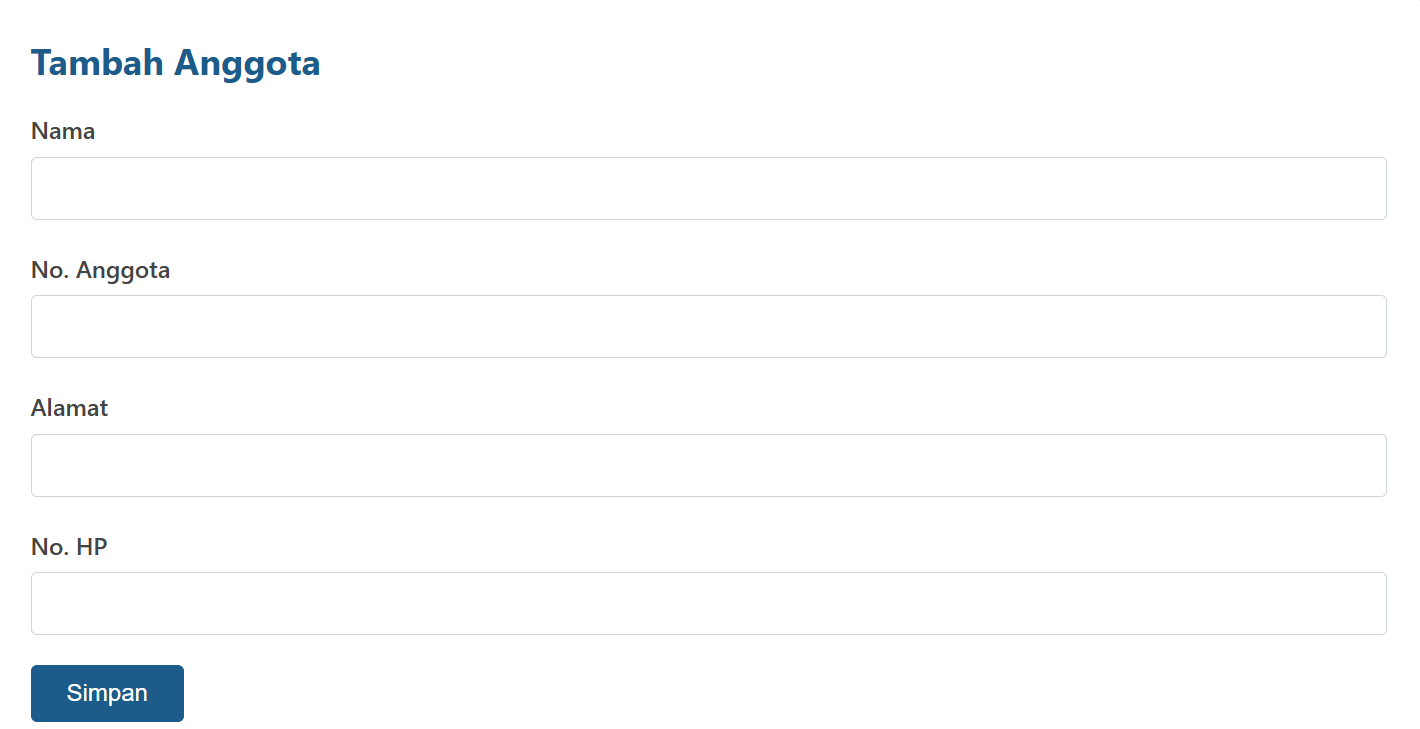 Tambah Anggota
Nama
No. Anggota
Alamat
No. HP
Simpan